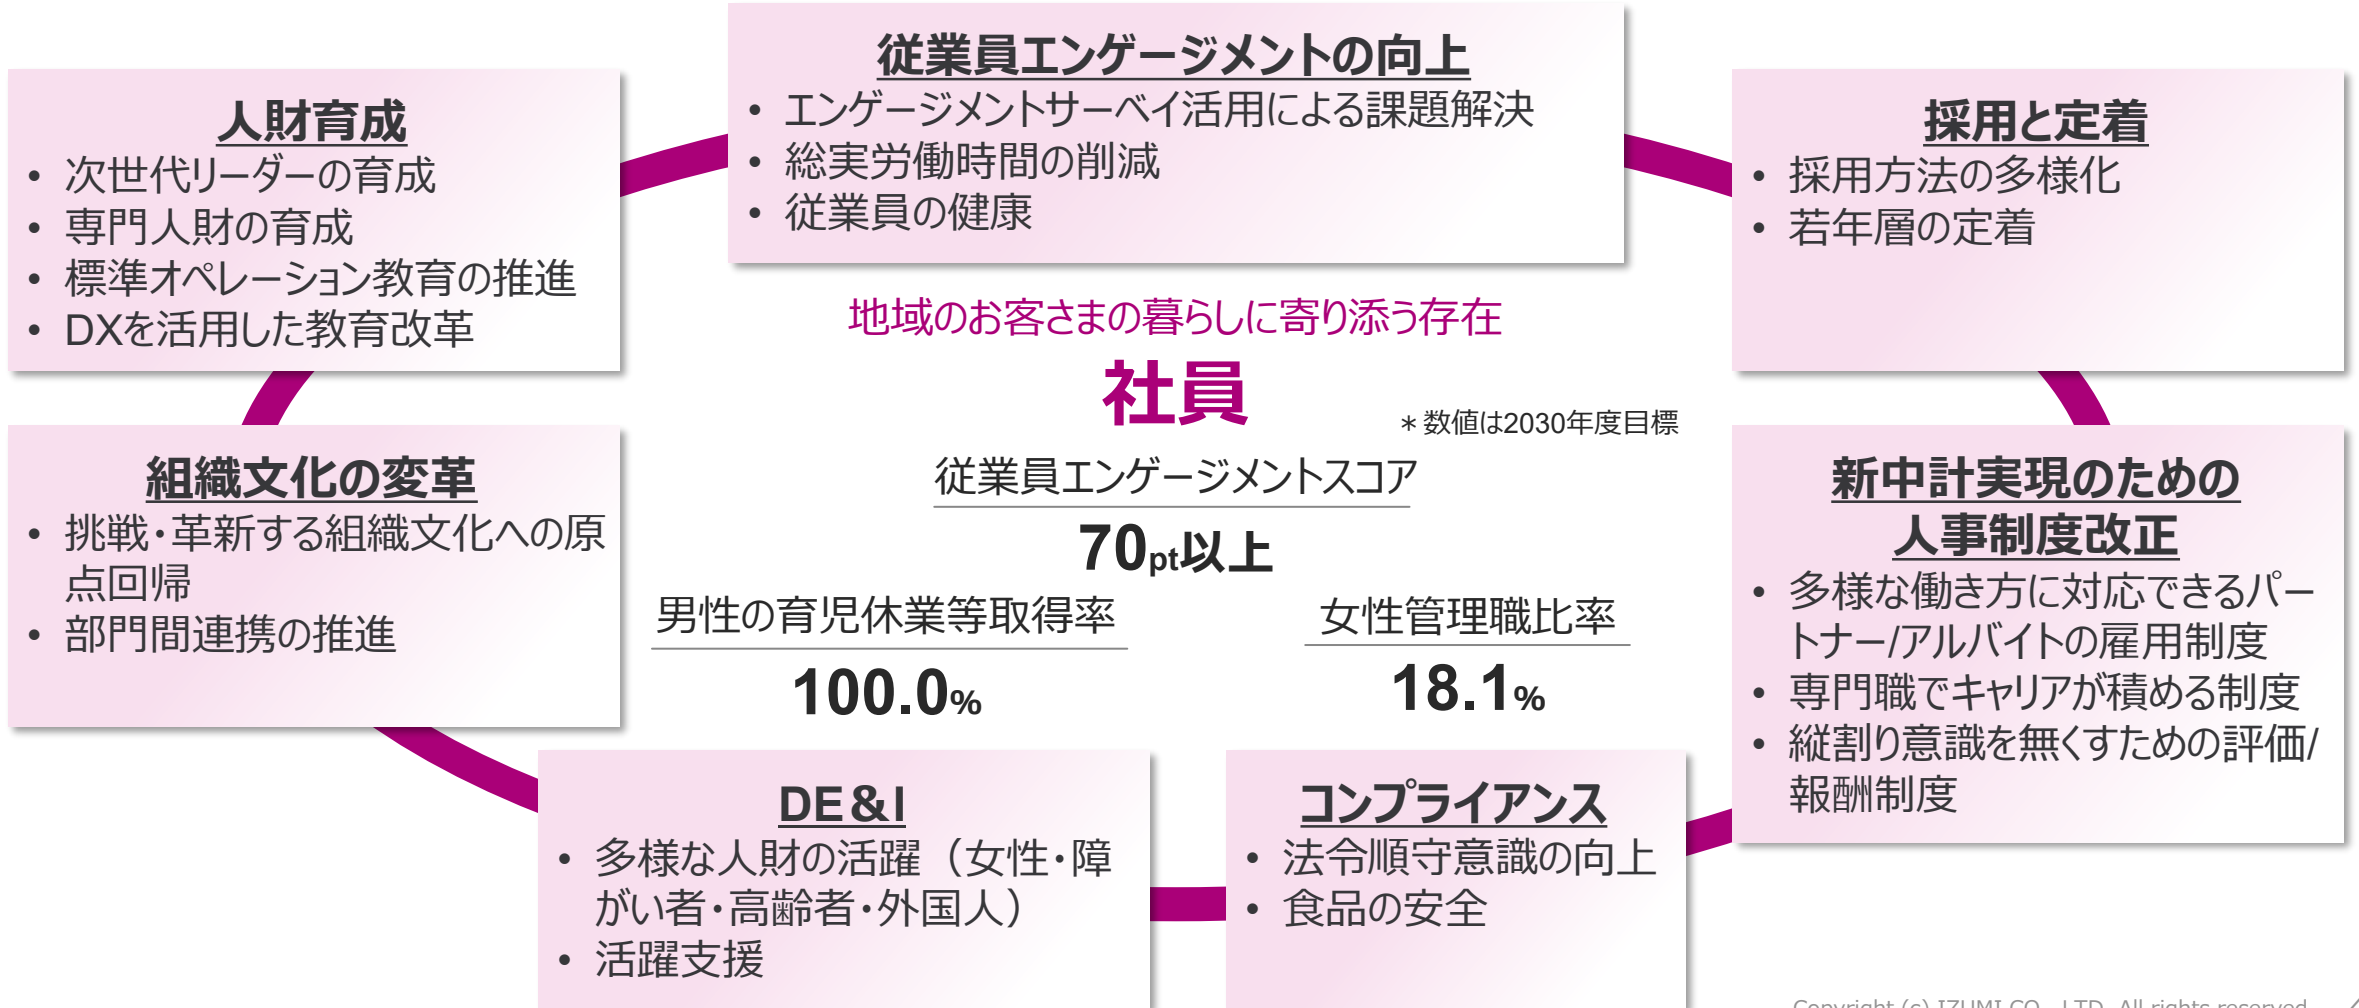 従業員エンゲージメントの向上
• エンゲージメントサーベイ活用による課題解決
• 総実労働時間の削減
• 従業員の健康
人財育成
• 次世代リーダーの育成
• 専門人財の育成
• 標準オペレーション教育の推進
• DXを活用した教育改革
採用と定着
• 採用方法の多様化
• 若年層の定着
地域のお客さまの暮らしに寄り添う存在
社員
＊数値は2030年度目標
従業員エンゲージメントスコア
70pt以上
男性の育児休業等取得率
100.0%
女性管理職比率
18.1%
組織文化の変革
• 挑戦・革新する組織文化への原
点回帰
• 部門間連携の推進
新中計実現のための
人事制度改正
• 多様な働き方に対応できるパー
トナー/アルバイトの雇用制度
• 専門職でキャリアが積める制度
• 縦割り意識を無くすための評価/
報酬制度
DE＆I
• 多様な人財の活躍（女性・障
がい者・高齢者・外国人）
• 活躍支援
コンプライアンス
• 法令順守意識の向上
• 食品の安全
Copyright (c) IZUMI CO., LTD. All rights reserved.